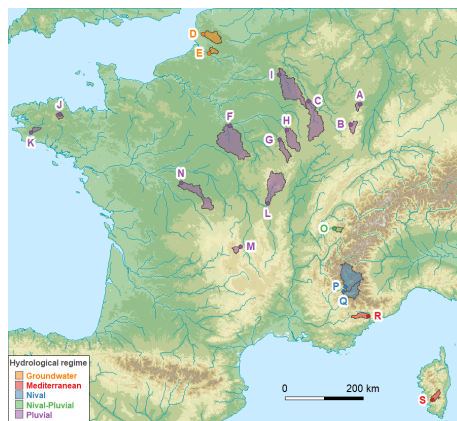 D
E
I
A
C
J
B
F
H
K
G
N
L
O
M
P
Q
R
S
Hydrological regime
Groundwater
Mediterranean
Nival
Nival-Pluvial
Pluvial
0 200 km